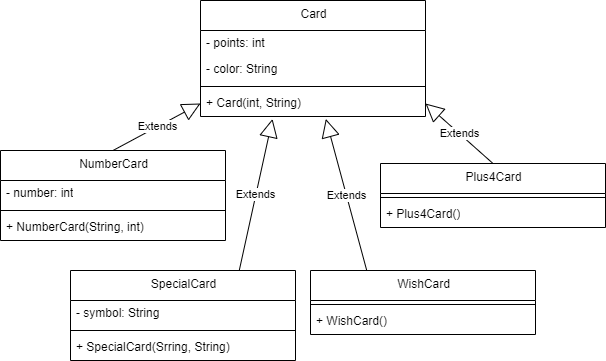 Card
- points: int
- color: String
+ Card(int, String)
Extends
Extends
NumberCard
- number: int
+ NumberCard(String, int)
Plus4Card
+ Plus4Card()
Extends
Extends
SpecialCard
- symbol: String
+ SpecialCard(Srring, String)
WishCard
+ WishCard()